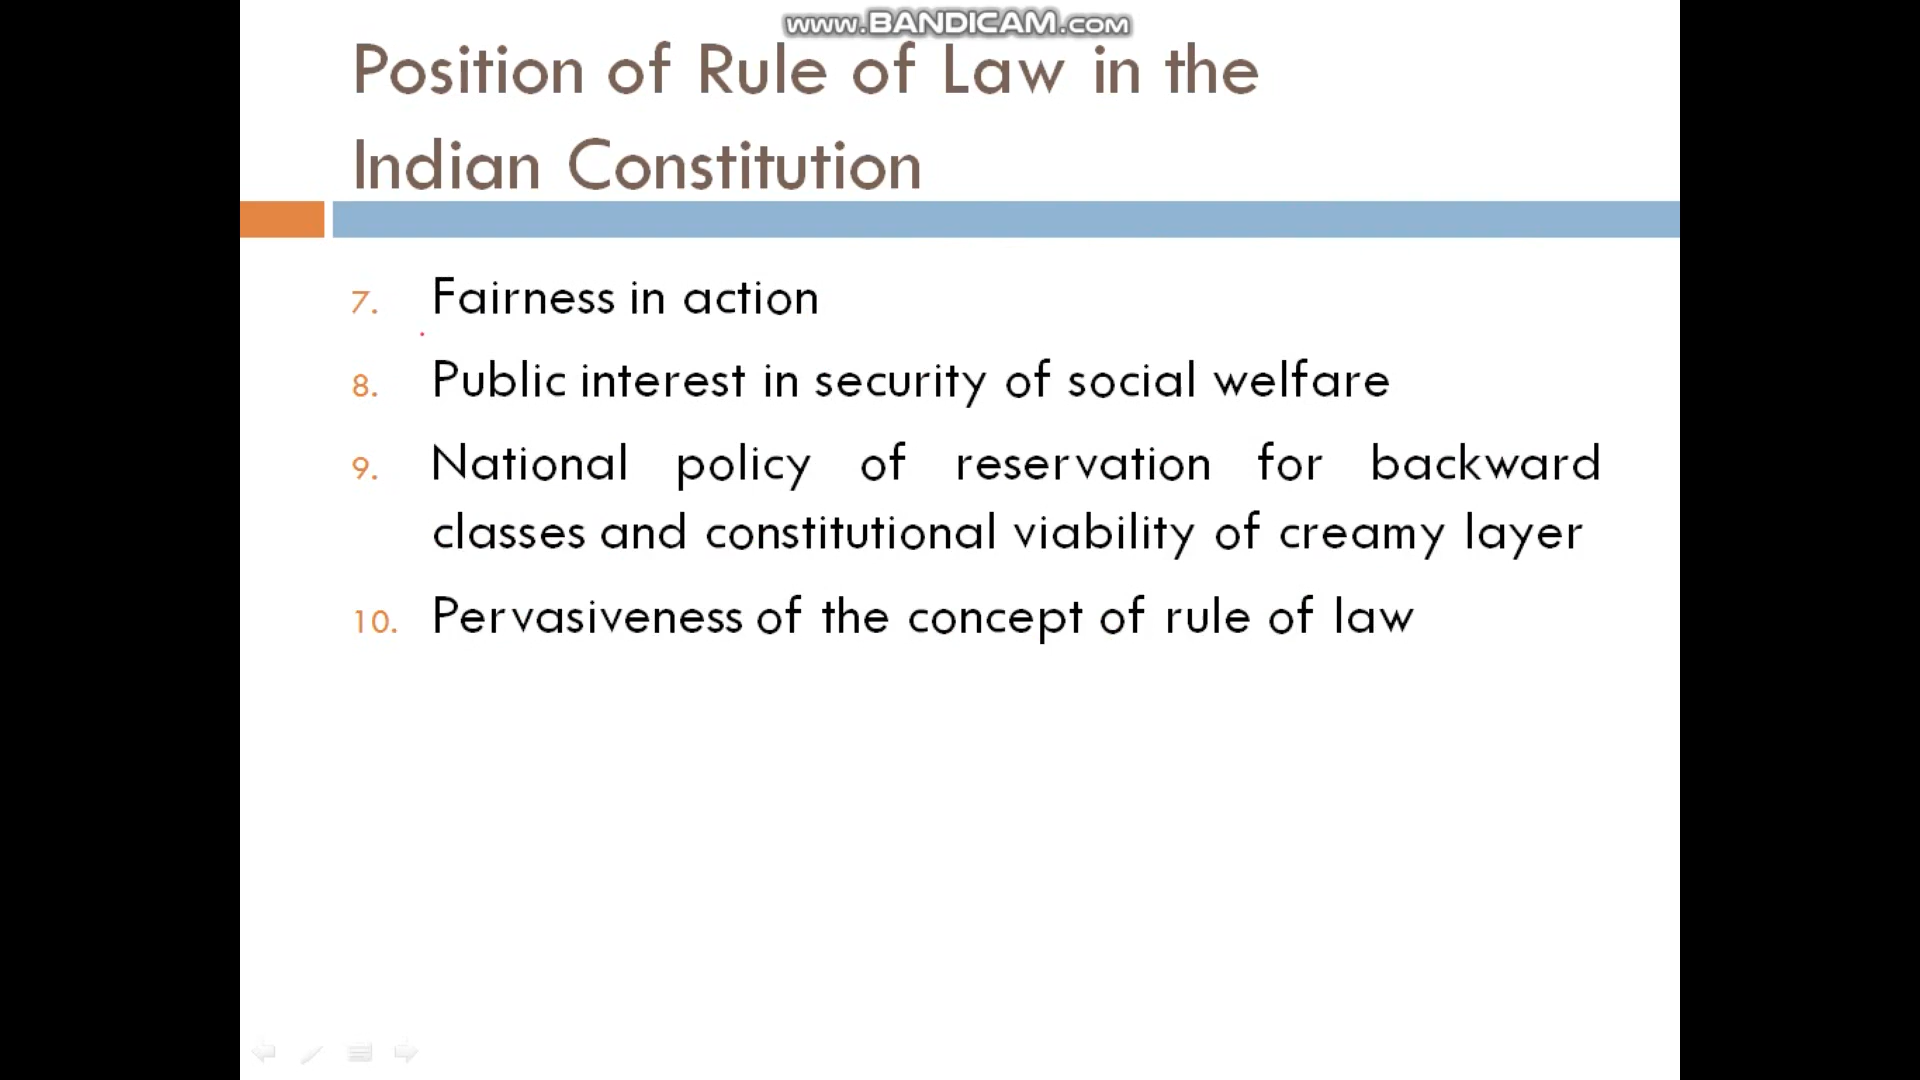 www.BANDICAM.com
Position of Rule of Law in the
Indian Constitution
7. Fairness in action
8. Public interest in security of social welfare
9. National policy of reservation for backward
classes and constitutional viability of creamy layer
10. Pervasiveness of the concept of rule of law